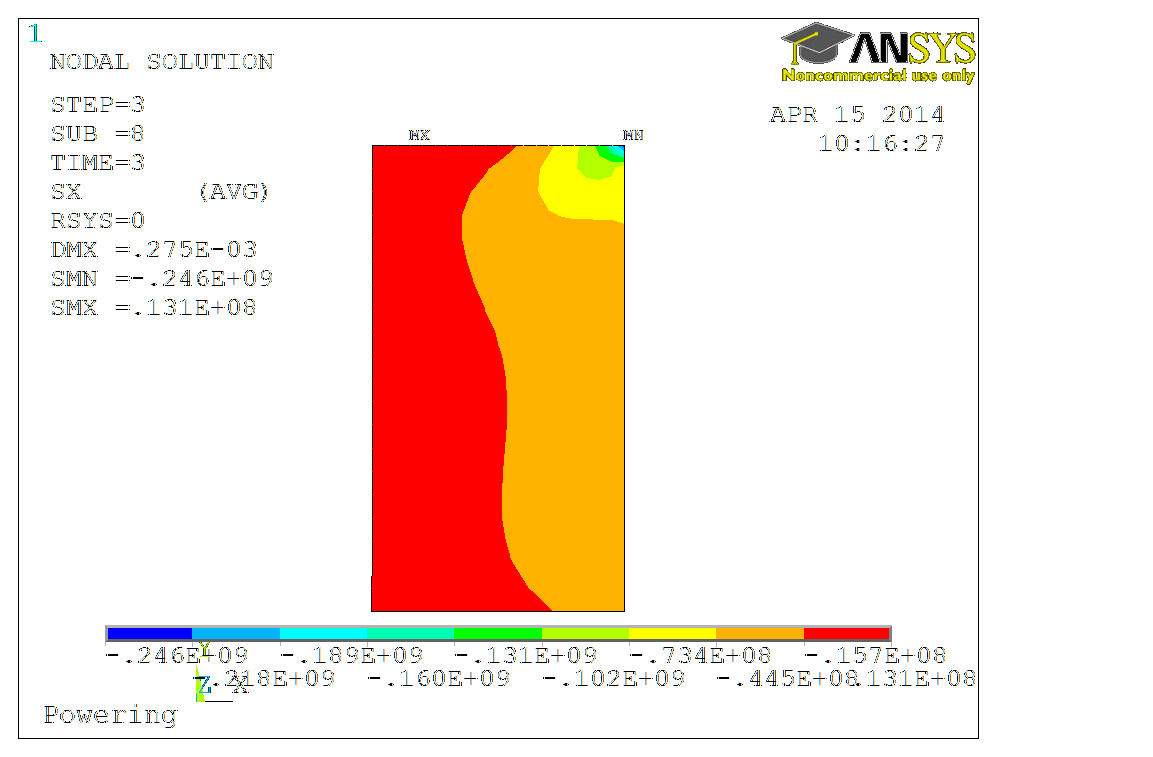 1
NODAL SOLUTION
STEP=3
SUB =8
TIME=3
SX (AVG)
RSYS=0
DMX =.275E-03
SMN =-.246E+09
SMX =.131E+08
ANSYS
Noncommercial use only
APR 15 2014
10:16:27
MX MN
-.246E+09 -.189E+09 -.131E+09 -.734E+08 -.157E+08
-.218E+09 -.160E+09 -.102E+09 -.445E+08 .131E+08
Y
Z X
Powering